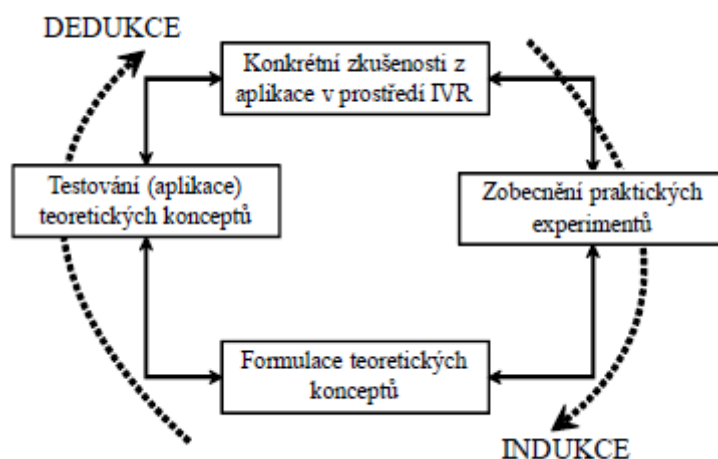 DEDUKCE
Konkrétní zkušenosti z
aplikace v prostředí IVR
Testování (aplikace)
teoretických konceptů
Zobecnění praktických
experimentů
Formulace teoretických
konceptů
INDUKCE